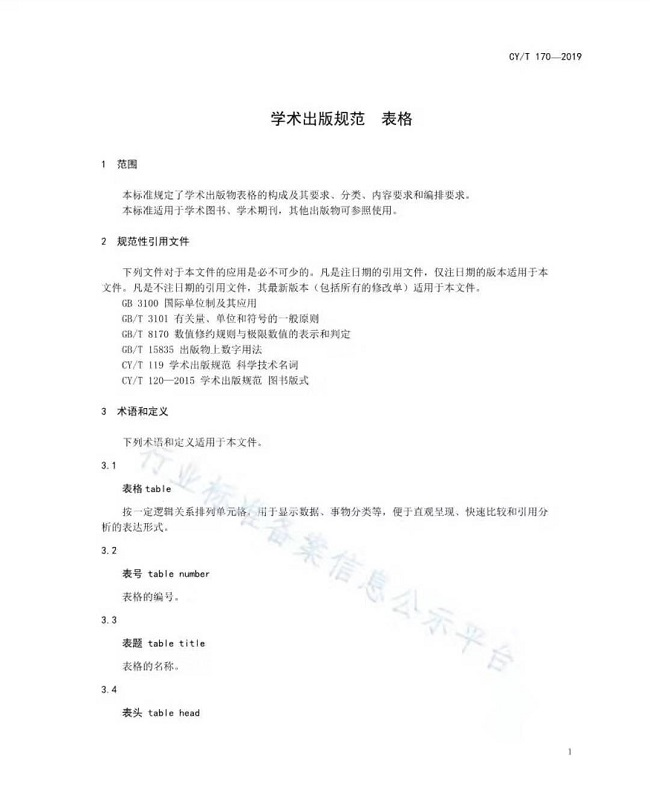 CY/T 170—2019
学术出版规范 表格
1 范围
本标准规定了学术出版物表格的构成及其要求、分类、内容要求和编排要求。
本标准适用于学术图书、学术期刊，其他出版物可参照使用。
2 规范性引用文件
下列文件对于本文件的应用是必不可少的。凡是注日期的引用文件，仅注日期的版本适用于本
文件。凡是不注日期的引用文件，其最新版本（包括所有的修改单）适用于本文件。
GB 3100 国际单位制及其应用
GB/T 3101 有关量、单位和符号的一般原则
GB/T 8170 数值修约规则与极限数值的表示和判定
GB/T 15835 出版物上数字用法
CY/T 119 学术出版规范 科学技术名词
CY/T 120—2015 学术出版规范 图书版式
3 术语和定义
下列术语和定义适用于本文件。
3.1
表格 table
按一定逻辑关系排列单元格，用于显示数据、事物分类等，便于直观呈现、快速比较和引用分
析的表达形式。
3.2
表号 table number
表格的编号。
3.3
表题 table title
表格的名称。
3.4
表头 table head
行业标准备案信息公示平台
1